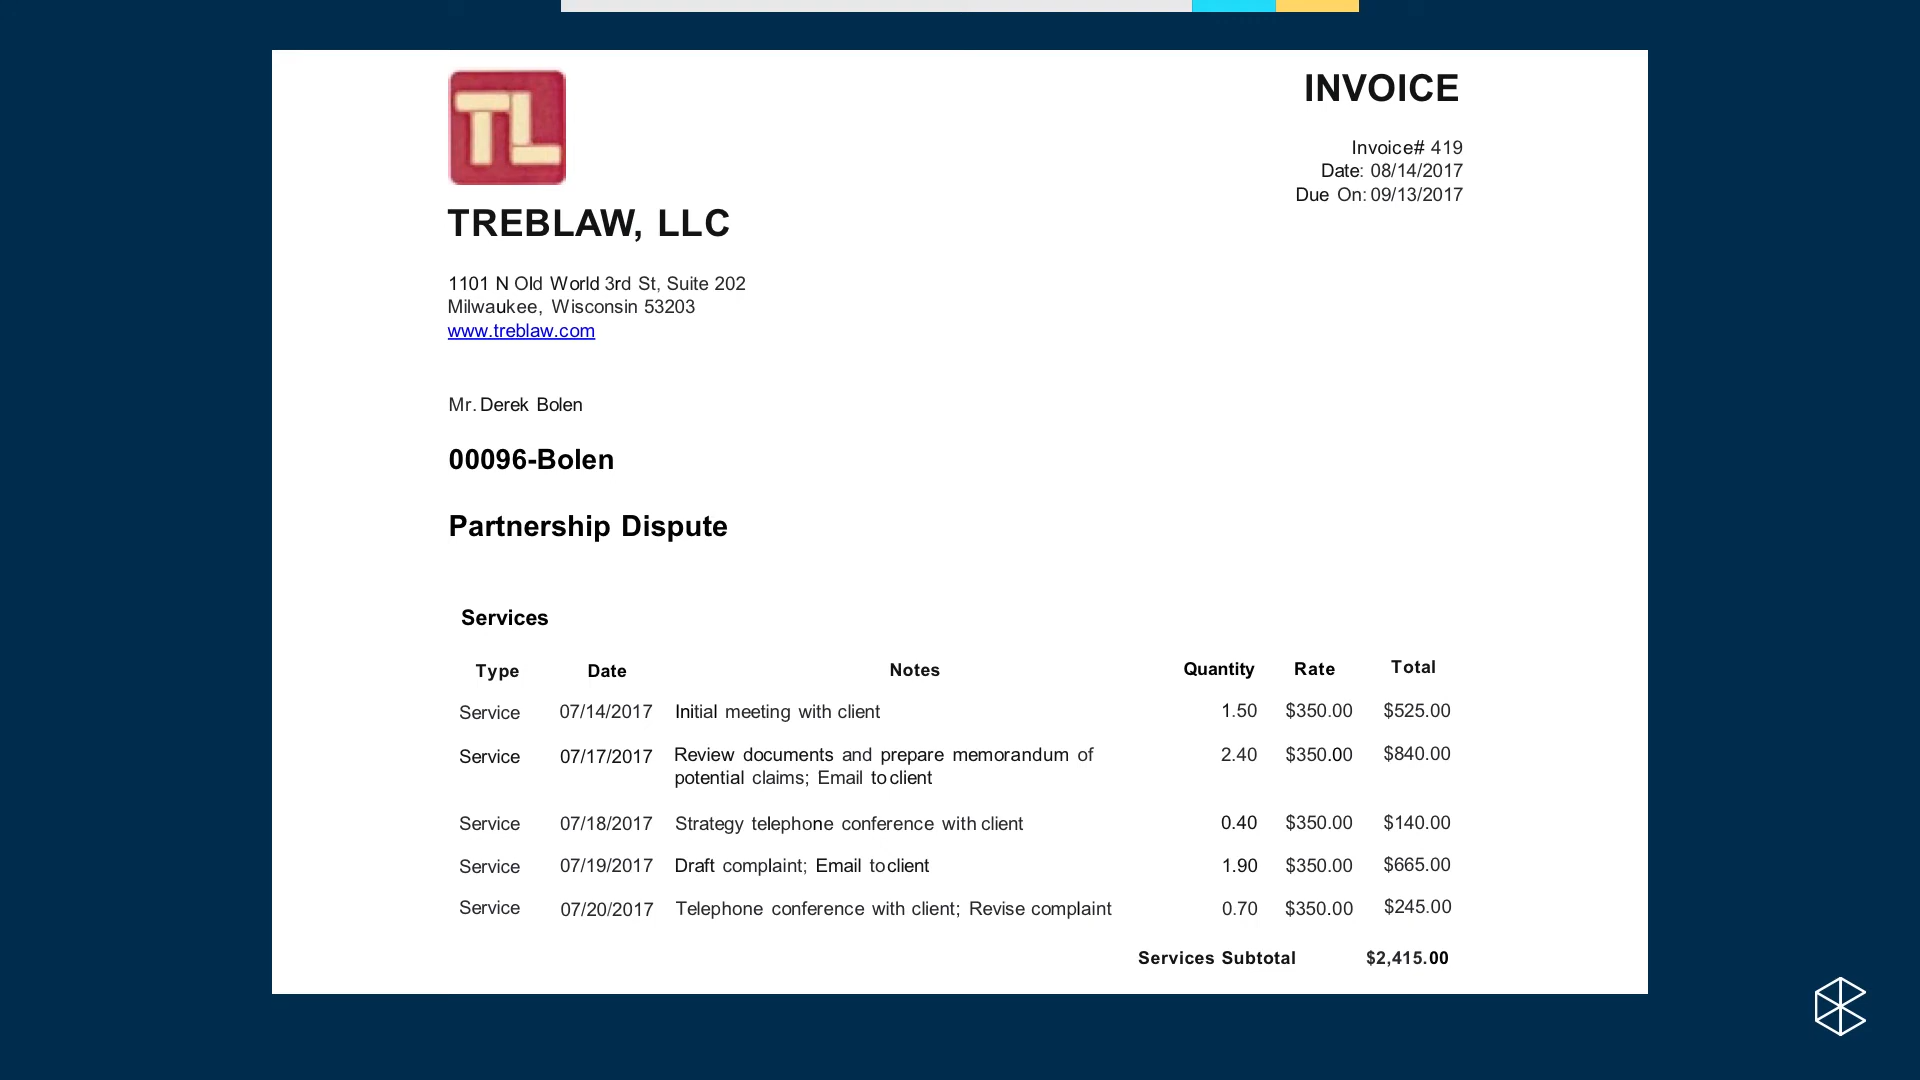 TL
INVOICE
Invoice# 419
Date: 08/14/2017
Due On: 09/13/2017
TREBLAW, LLC
1101 N Old World 3rd St, Suite 202
Milwaukee, Wisconsin 53203
www.treblaw.com
Mr. Derek Bolen
00096-Bolen
Partnership Dispute
Services
Type Date Notes Quantity Rate Total
Service 07/14/2017 Initial meeting with client 1.50 $350.00 $525.00
Service 07/17/2017 Review documents and prepare memorandum of 2.40 $350.00 $840.00
potential claims; Email to client
Service 07/18/2017 Strategy telephone conference with client 0.40 $350.00 $140.00
Service 07/19/2017 Draft complaint; Email to client 1.90 $350.00 $665.00
Service 07/20/2017 Telephone conference with client; Revise complaint 0.70 $350.00 $245.00
Services Subtotal $2,415.00